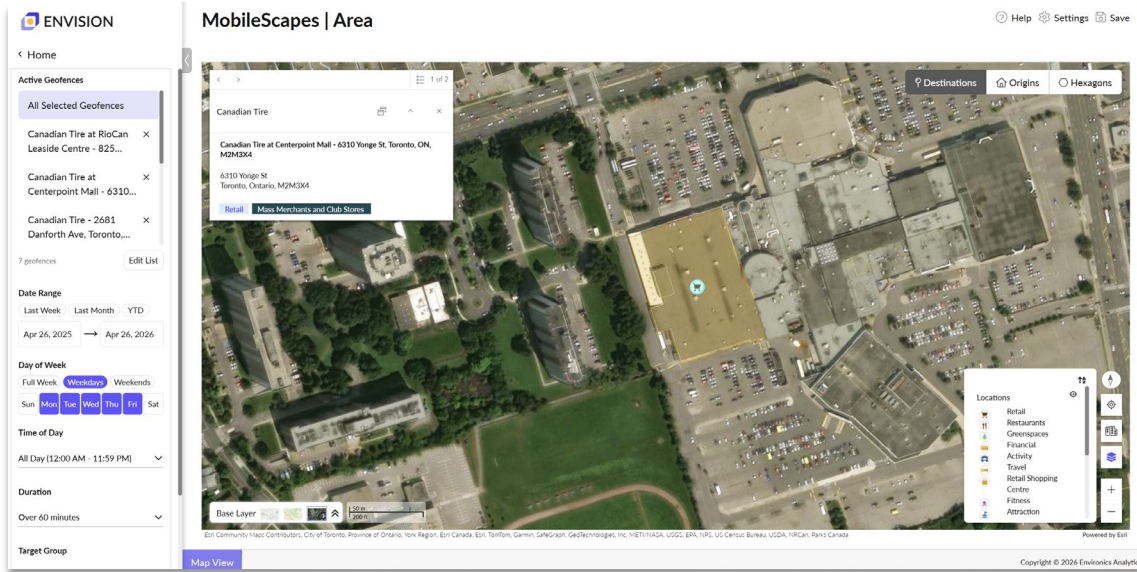 ENVISION
MobileScapes | Area
Help Settings Save
Home
Active Geofences
All Selected Geofences
Canadian Tire at RioCan
Leaside Centre - 825...
Canadian Tire at
Centerpoint Mall - 6310...
Canadian Tire - 2681
Danforth Ave, Toronto,...
7 geofences
Edit List
Date Range
Last Week Last Month YTD
Apr 26, 2025 → Apr 26, 2026
Day of Week
Full Week Weekdays Weekends
Sun Mon Tue Wed Thu Fri Sat
Time of Day
All Day (12:00 AM - 11:59 PM)
Duration
Over 60 minutes
Target Group
1 of 2
Canadian Tire
Canadian Tire at Centerpoint Mall - 6310 Yonge St, Toronto, ON,
M2M3X4
6310 Yonge St
Toronto, Ontario, M2M3X4
Retail Mass Merchants and Club Stores
Destinations Origins Hexagons
Locations
Retail
Restaurants
Greenspaces
Financial
Activity
Travel
Retail Shopping
Centre
Fitness
Attraction
Base Layer
50 m
200 ft
Esri Community Maps Contributors, City of Toronto, Province of Ontario, York Region, Esri Canada, Esri, TomTom, Garmin, SafeGraph, GeoTechnologies, Inc, METI/NASA, USGS, EPA, NPS, US Census Bureau, USDA, NRCan, Parks Canada
Powered by Esri
Map View
Copyright © 2026 Environics Analytic